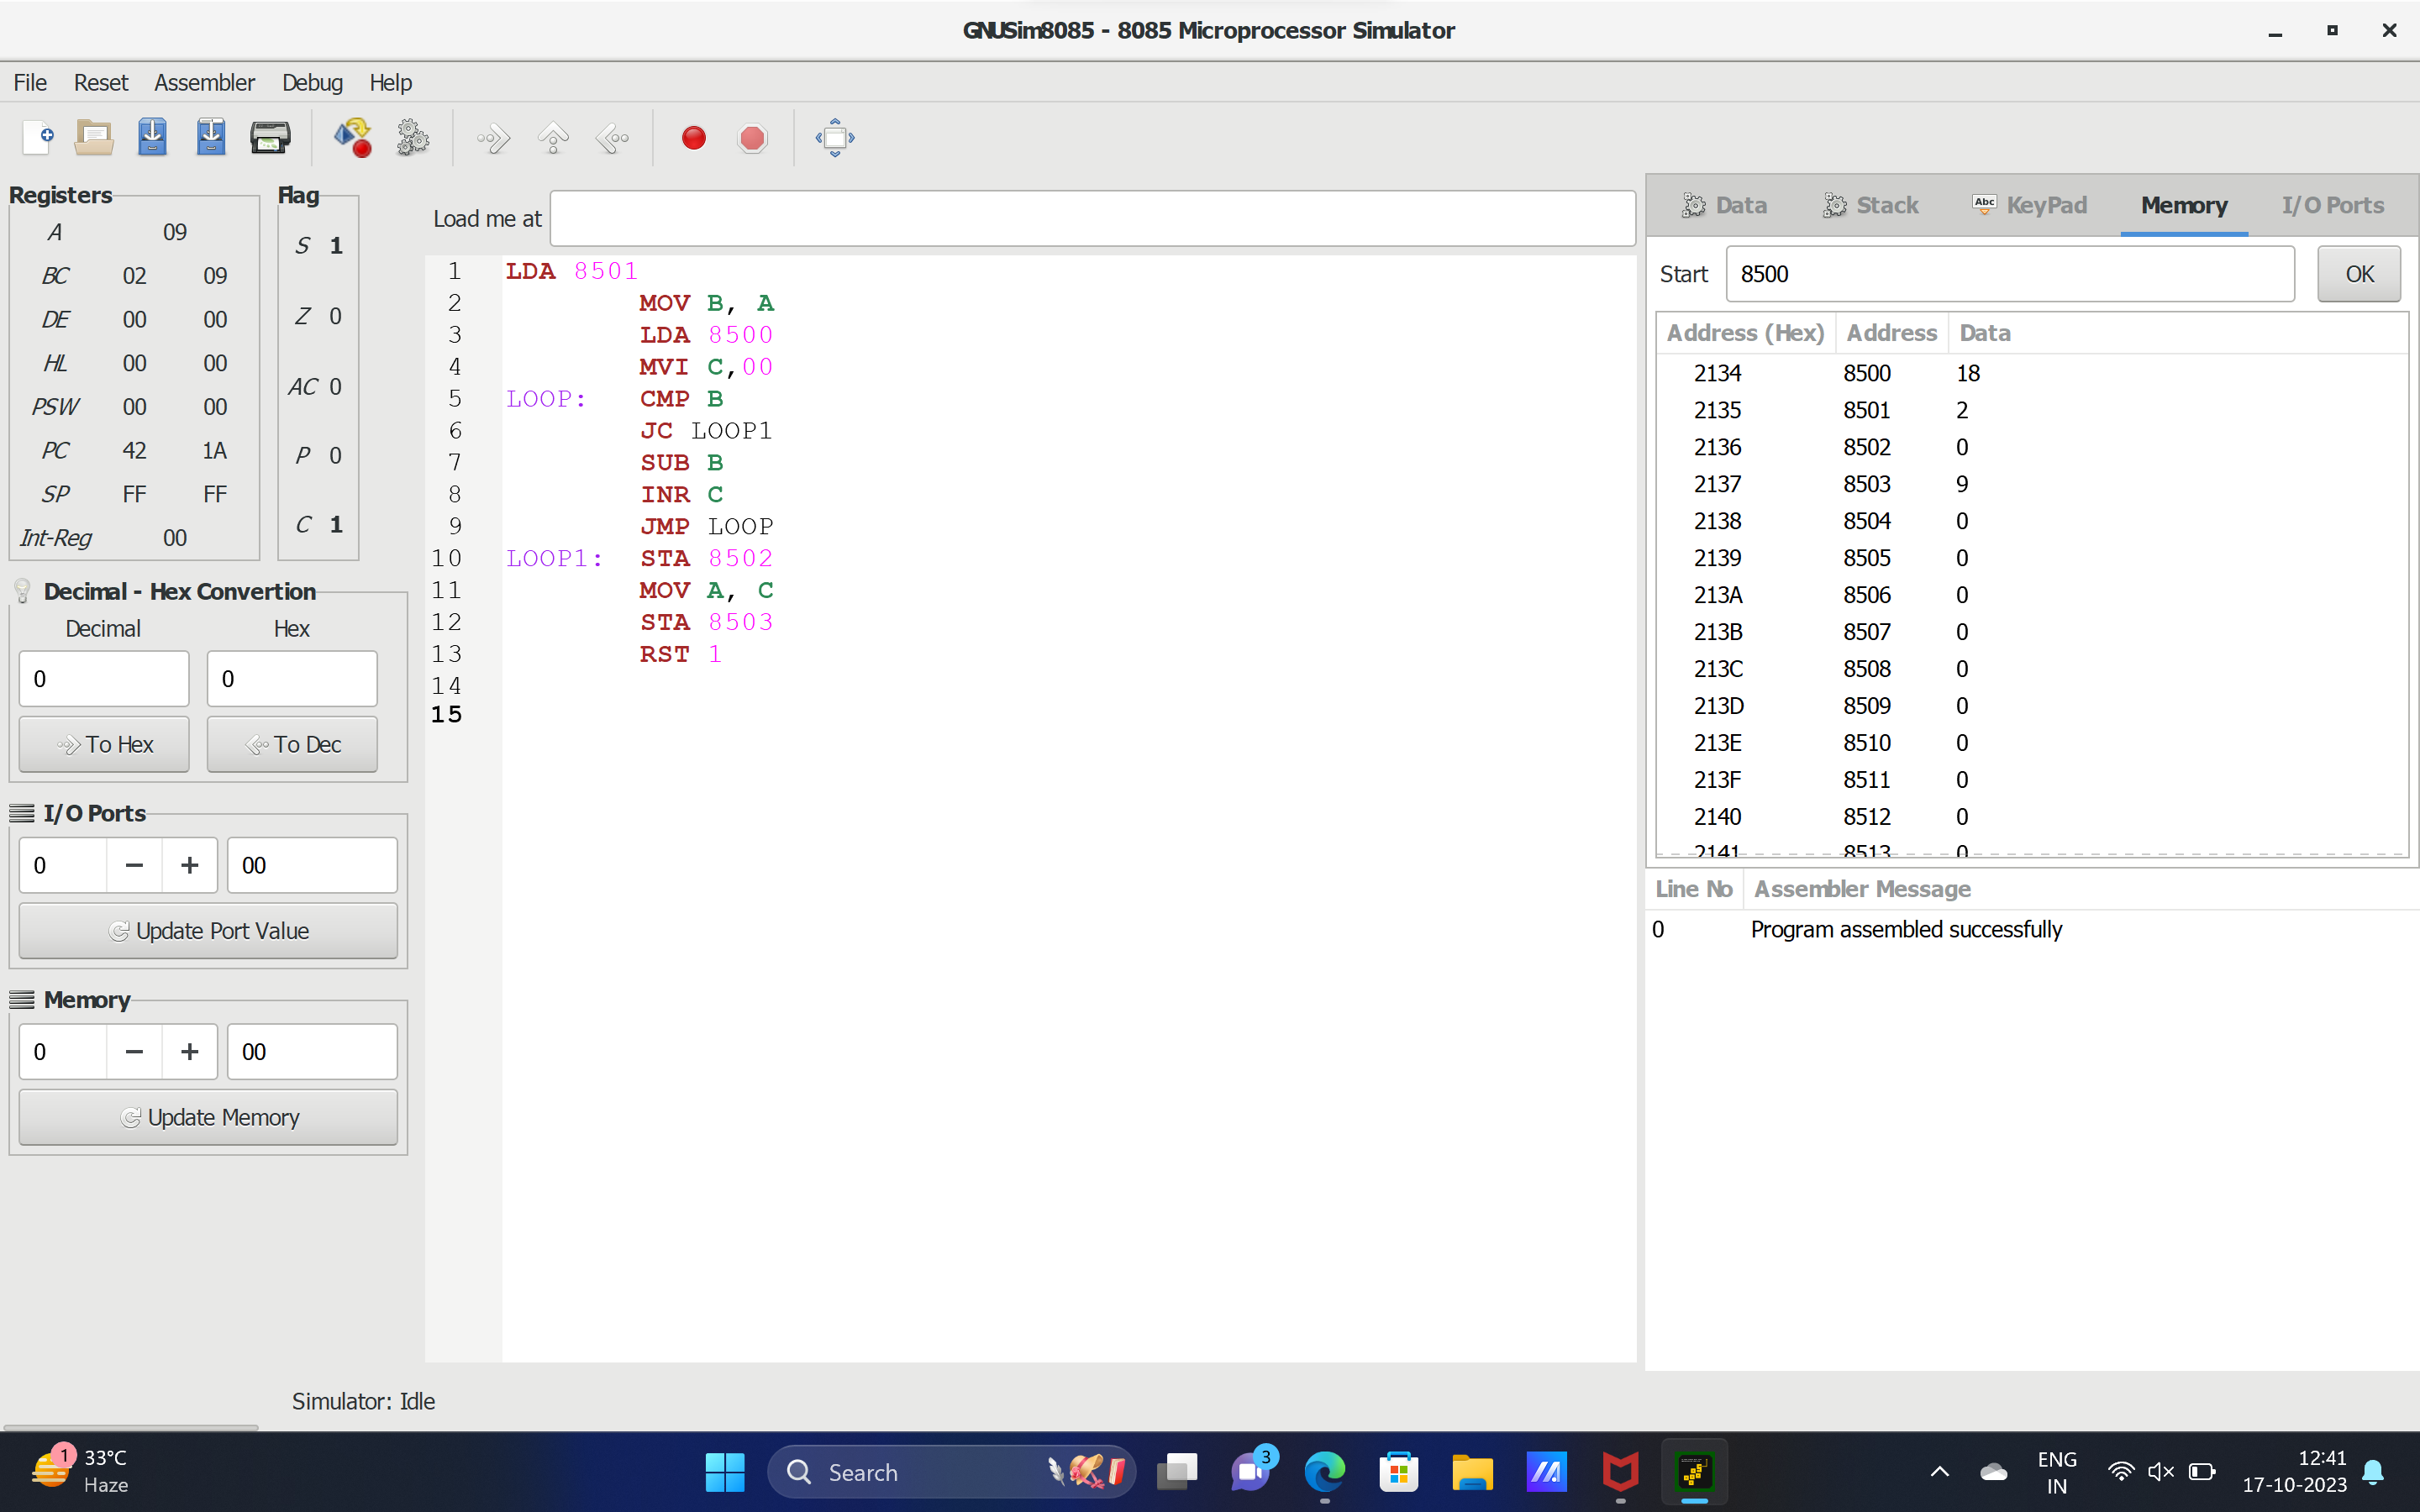 GNUSim8085 - 8085 Microprocessor Simulator
File Reset Assembler Debug Help
Registers
A 09
BC 02 09
DE 00 00
HL 00 00
PSW 00 00
PC 42 1A
SP FF FF
Int-Reg 00
Flag
S 1
Z 0
AC 0
P 0
C 1
Decimal - Hex Convertion
Decimal Hex
0 0
To Hex To Dec
I/O Ports
0 − + 00
Update Port Value
Memory
0 − + 00
Update Memory
Load me at
1 LDA 8501
2 MOV B, A
3 LDA 8500
4 MVI C,00
5 LOOP: CMP B
6 JC LOOP1
7 SUB B
8 INR C
9 JMP LOOP
10 LOOP1: STA 8502
11 MOV A, C
12 STA 8503
13 RST 1
14
15
Data Stack Abc KeyPad Memory I/O Ports
Start 8500 OK
Address (Hex) Address Data
2134 8500 18
2135 8501 2
2136 8502 0
2137 8503 9
2138 8504 0
2139 8505 0
213A 8506 0
213B 8507 0
213C 8508 0
213D 8509 0
213E 8510 0
213F 8511 0
2140 8512 0
2141 8513 0
Line No Assembler Message
0 Program assembled successfully
Simulator: Idle
1 33°C
Haze
Search
3
ENG
IN
12:41
17-10-2023